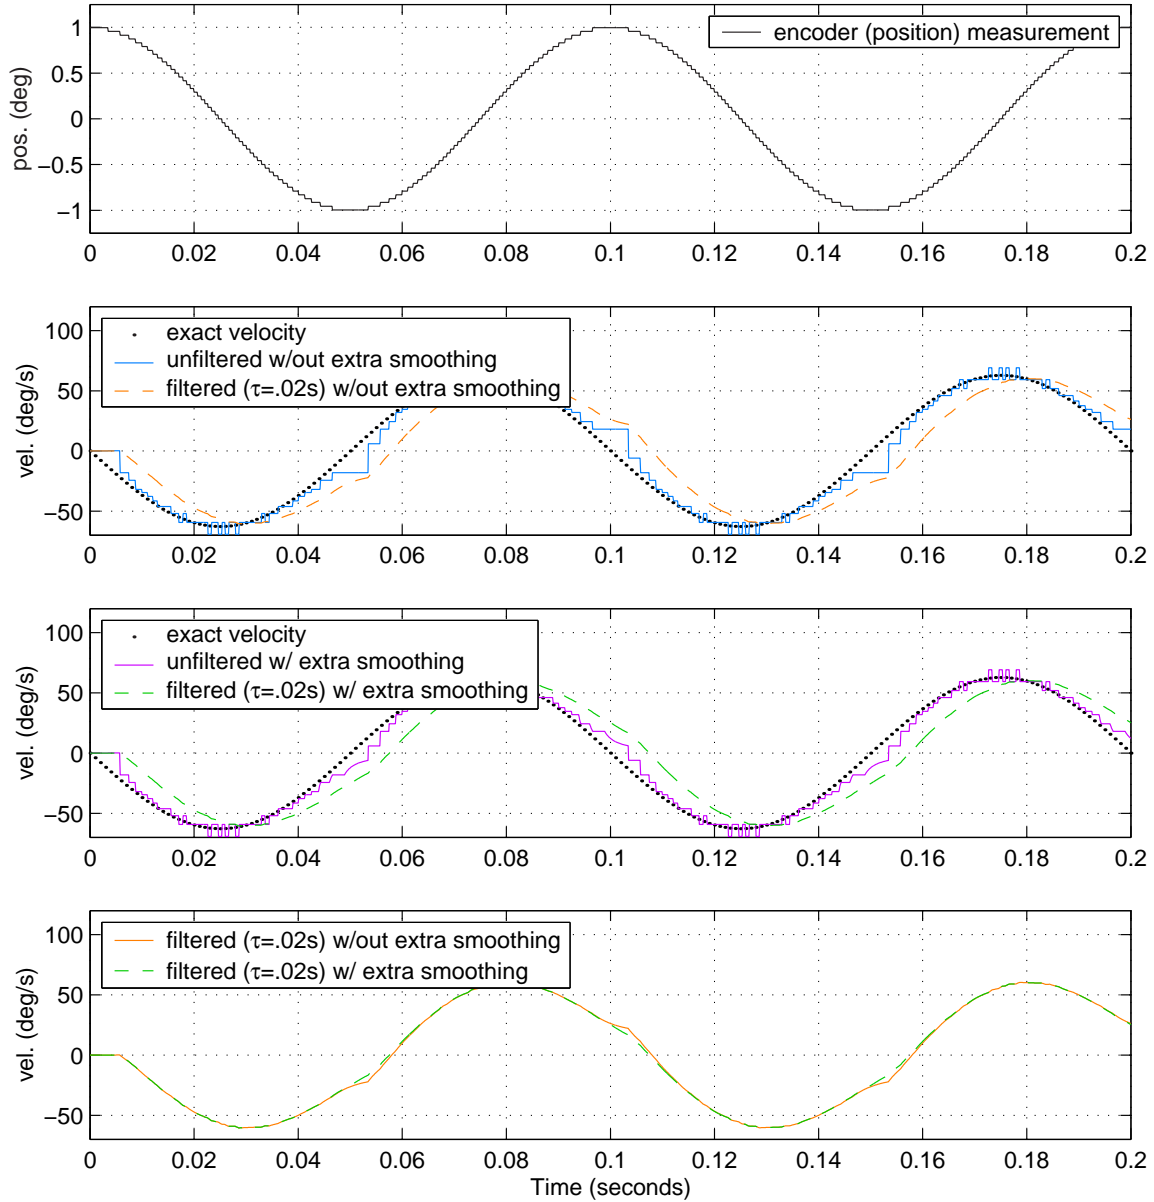 encoder (position) measurement
1
0.5
0
−0.5
−1
pos. (deg)
0 0.02 0.04 0.06 0.08 0.1 0.12 0.14 0.16 0.18 0.2
exact velocity
unfiltered w/out extra smoothing
filtered (τ=.02s) w/out extra smoothing
100
50
0
−50
vel. (deg/s)
0 0.02 0.04 0.06 0.08 0.1 0.12 0.14 0.16 0.18 0.2
exact velocity
unfiltered w/ extra smoothing
filtered (τ=.02s) w/ extra smoothing
100
50
0
−50
vel. (deg/s)
0 0.02 0.04 0.06 0.08 0.1 0.12 0.14 0.16 0.18 0.2
filtered (τ=.02s) w/out extra smoothing
filtered (τ=.02s) w/ extra smoothing
100
50
0
−50
vel. (deg/s)
0 0.02 0.04 0.06 0.08 0.1 0.12 0.14 0.16 0.18 0.2
Time (seconds)